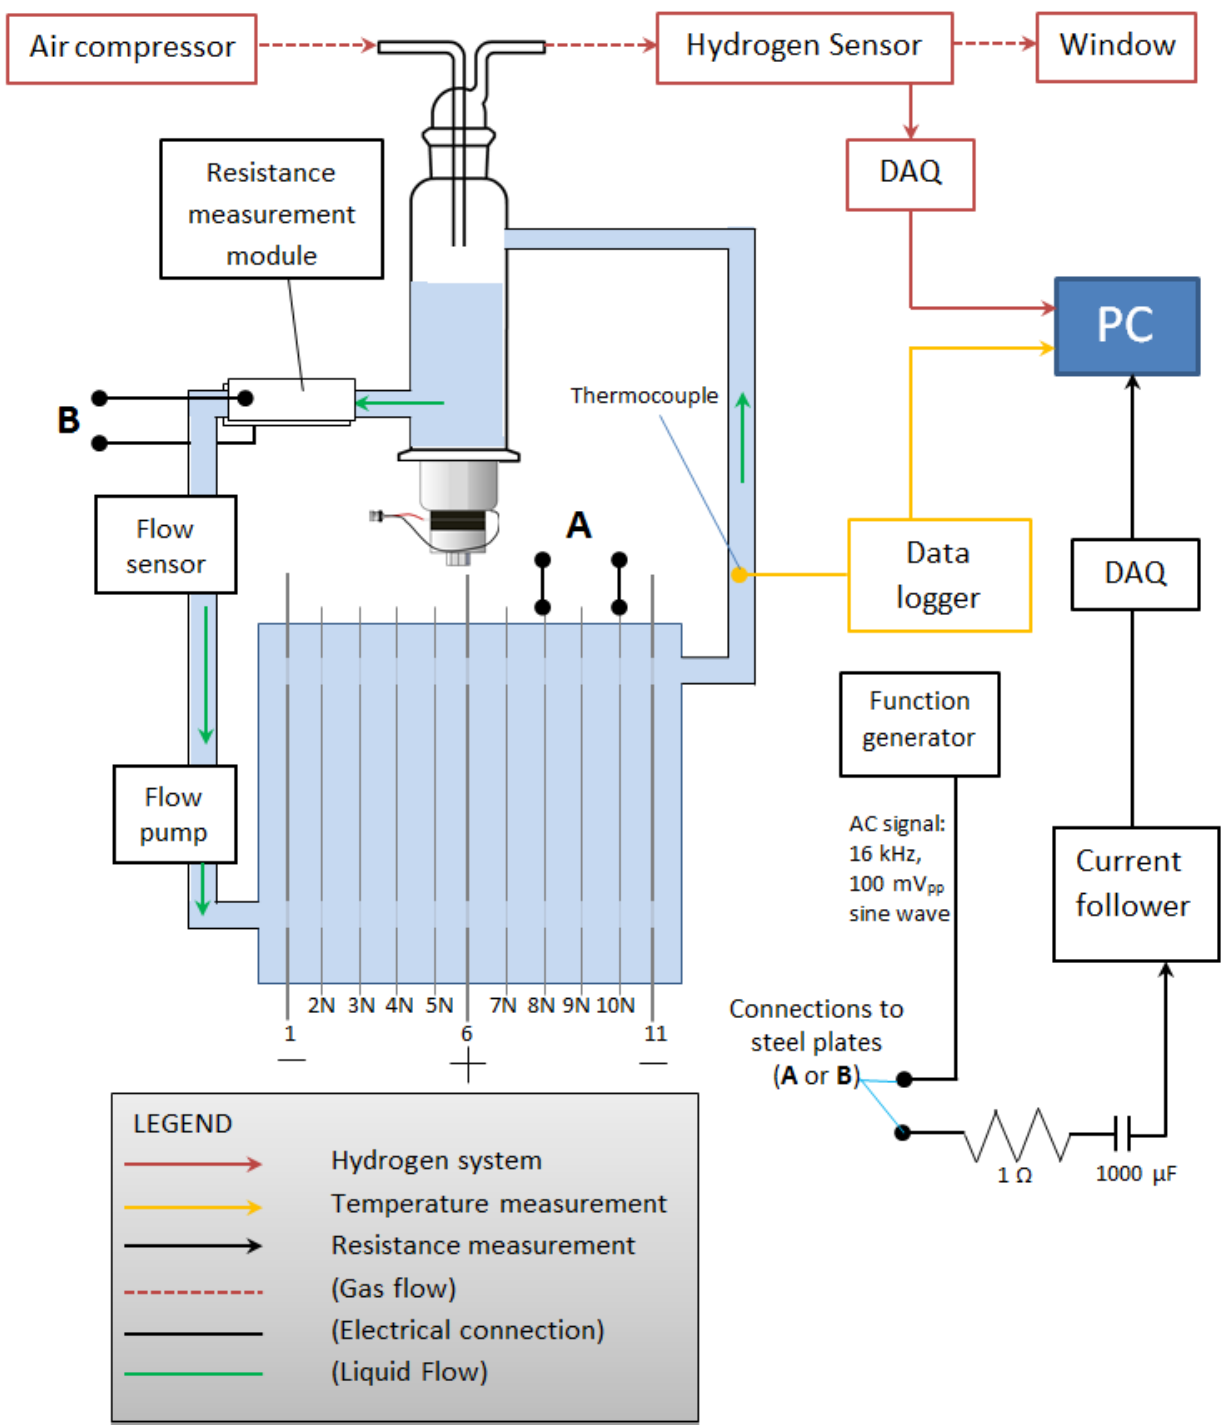 Air compressor
Hydrogen Sensor
Window
Resistance
measurement
module
DAQ
PC
Thermocouple
B
Flow
sensor
A
Data
logger
DAQ
Function
generator
Flow
pump
AC signal:
16 kHz,
100 mVpp
sine wave
Current
follower
2N 3N 4N 5N 7N 8N 9N 10N
1 6 11
— + —
Connections to
steel plates
(A or B)
1 Ω
1000 µF
LEGEND
Hydrogen system
Temperature measurement
Resistance measurement
(Gas flow)
(Electrical connection)
(Liquid Flow)